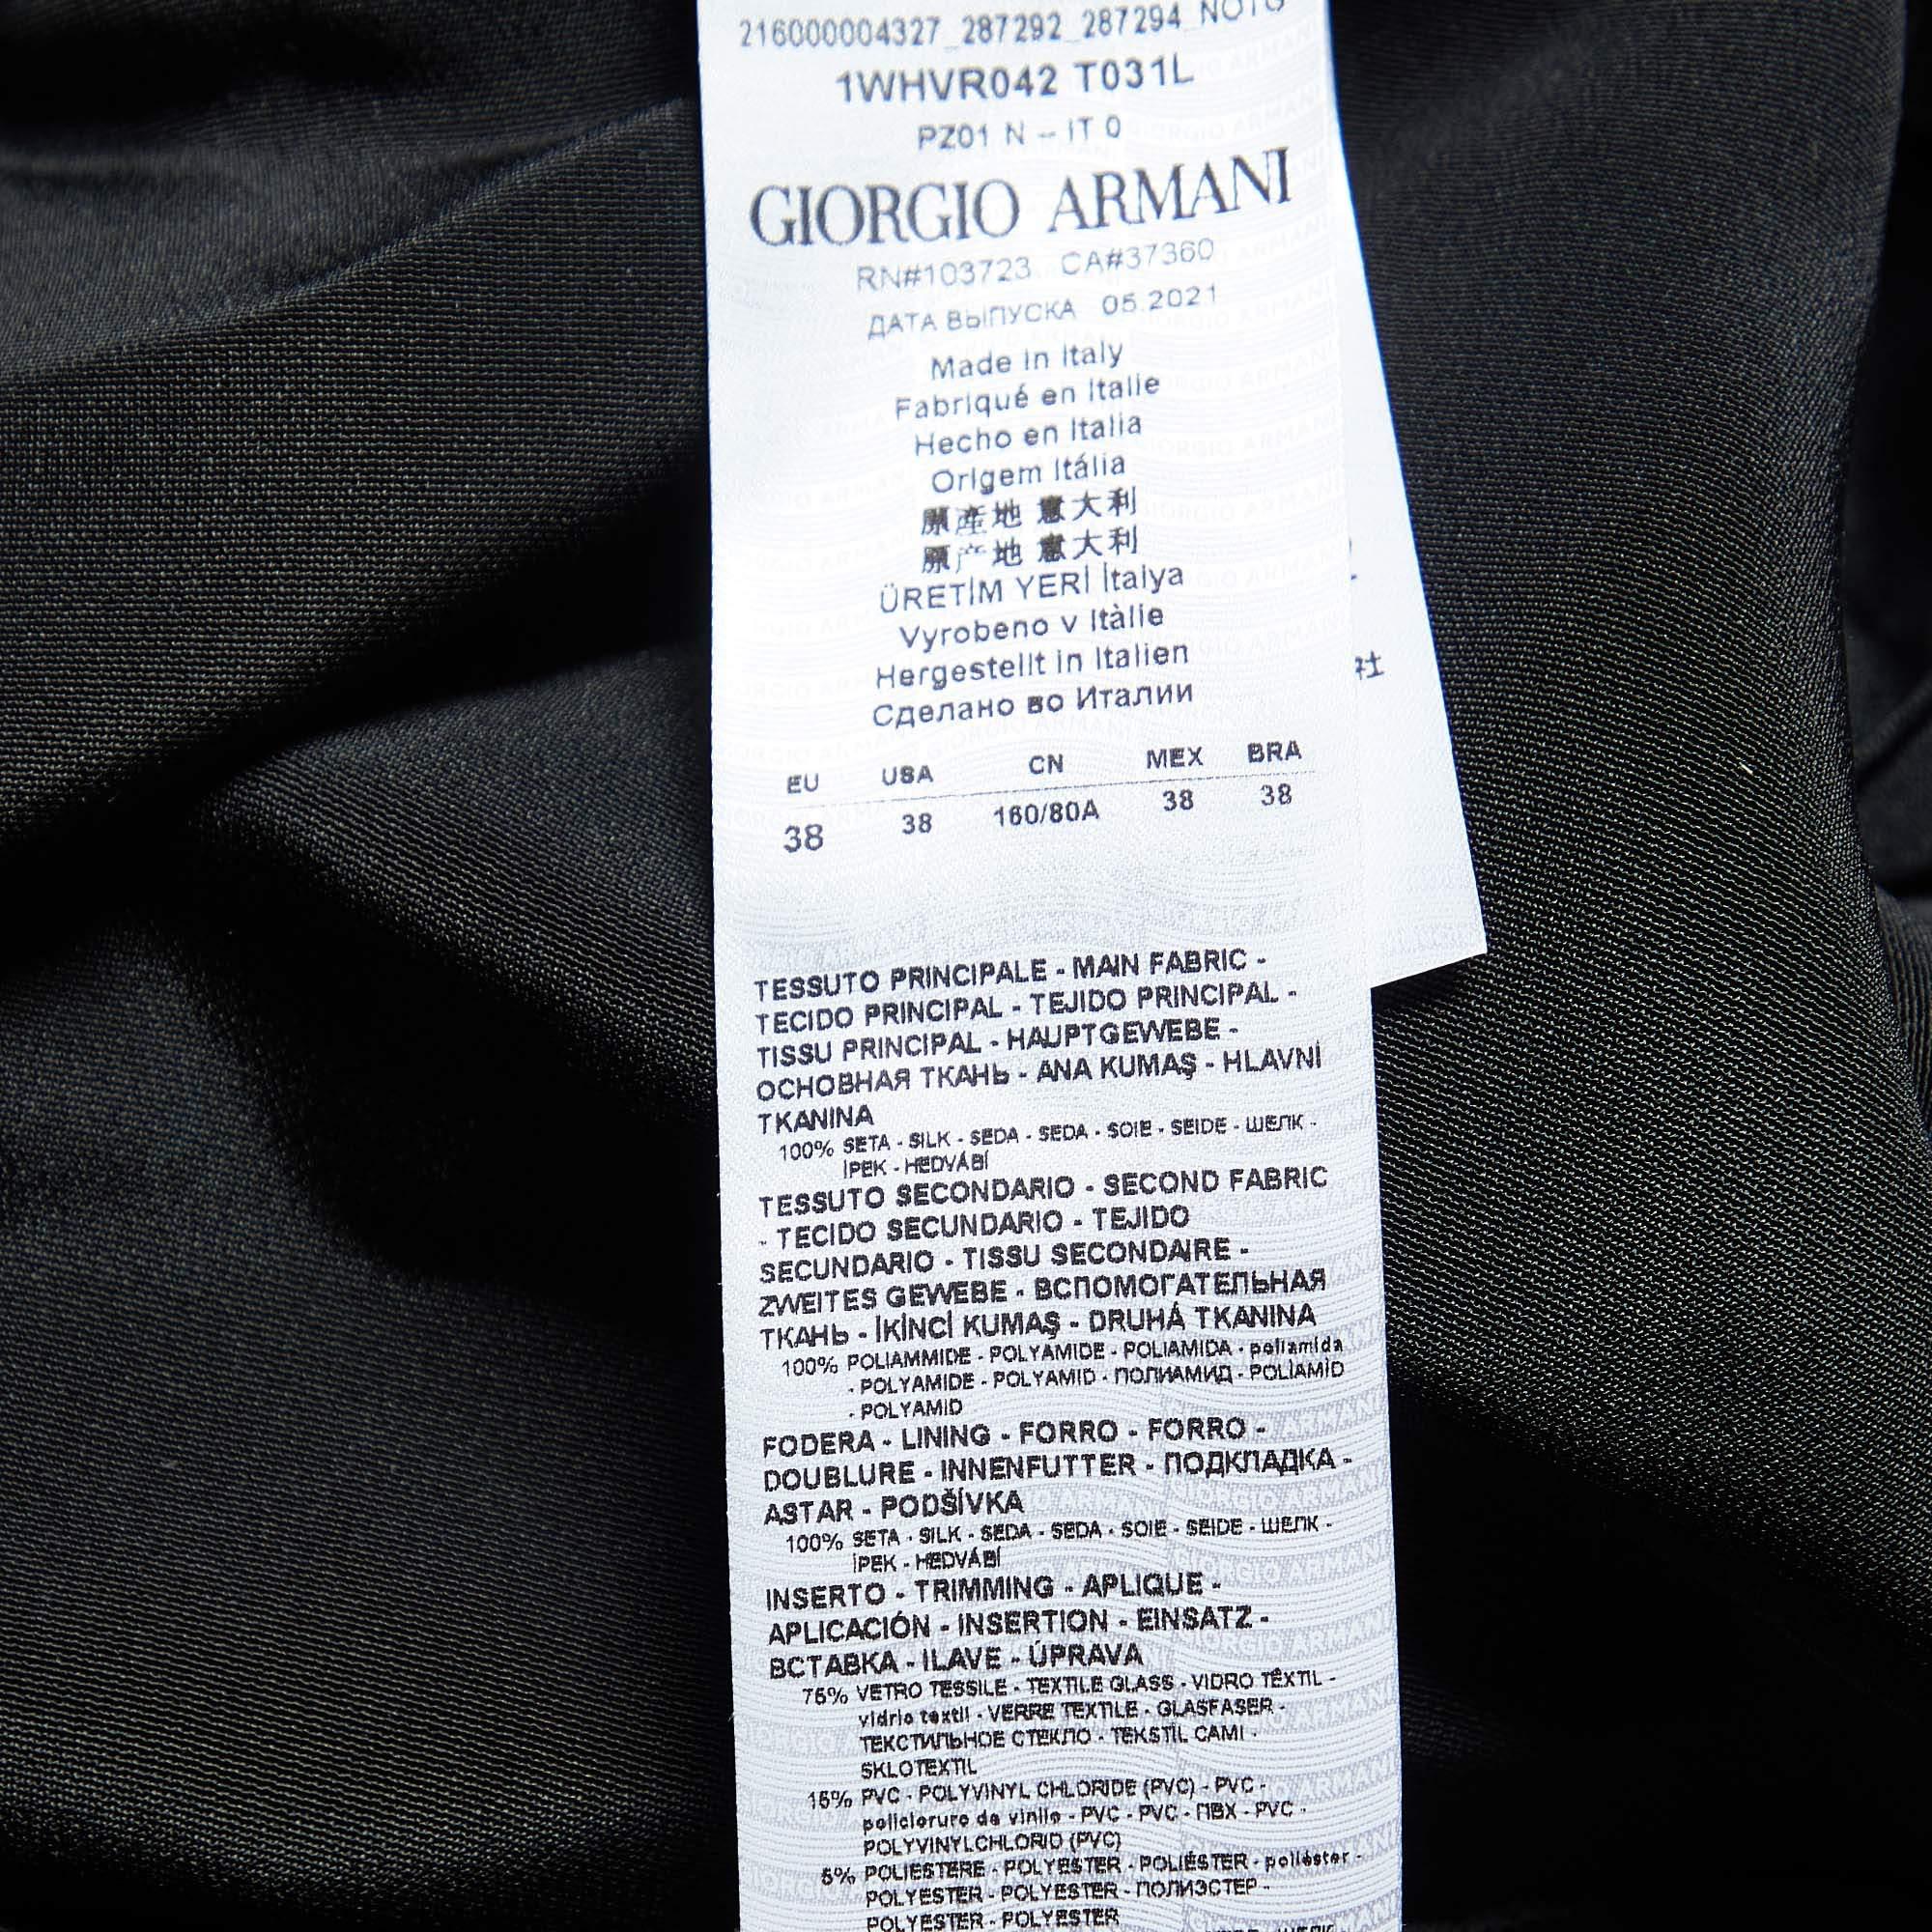 216000004327_287292_287294_NOTG
1WHVR042 T031L
PZ01 N - IT 0
GIORGIO ARMANI
RN#103723 CA#37360
ДАТА ВЫПУСКА 05.2021
Made in Italy
Fabriqué en Italie
Hecho en Italia
Origem Itália
原産地 意大利
原产地 意大利
ÜRETİM YERİ İtalya
Vyrobeno v Itàlie
Hergestellt in Italien
Сделано во Италии
社
EU USA CN MEX BRA
38 38 160/80A 38 38
TESSUTO PRINCIPALE - MAIN FABRIC -
TECIDO PRINCIPAL - TEJIDO PRINCIPAL -
TISSU PRINCIPAL - HAUPTGEWEBE -
ОСНОВНАЯ ТКАНЬ - ANA KUMAŞ - HLAVNÍ
TKANINA
100% SETA - SILK - SEDA - SEDA - SOIE - SEIDE - ШЕЛК -
İPEK - HEDVÁBÍ
TESSUTO SECONDARIO - SECOND FABRIC
- TECIDO SECUNDARIO - TEJIDO
SECUNDARIO - TISSU SECONDAIRE -
ZWEITES GEWEBE - ВСПОМОГАТЕЛЬНАЯ
ТКАНЬ - İKİNCİ KUMAŞ - DRUHÁ TKANINA
100% POLIAMMIDE - POLYAMIDE - POLIAMIDA - poliamida
- POLYAMIDE - POLYAMID - ПОЛИАМИД - POLİAMİD
- POLYAMID
FODERA - LINING - FORRO - FORRO -
DOUBLURE - INNENFUTTER - ПОДКЛАДКА -
ASTAR - PODŠÍVKA
100% SETA - SILK - SEDA - SEDA - SOIE - SEIDE - ШЕЛК -
İPEK - HEDVÁBÍ
INSERTO - TRIMMING - APLIQUE -
APLICACIÓN - INSERTION - EINSATZ -
ВСТАВКА - ILAVE - ÚPRAVA
75% VETRO TESSILE - TEXTILE GLASS - VIDRO TÊXTIL -
vidrio textil - VERRE TEXTILE - GLASFASER -
ТЕКСТИЛЬНОЕ СТЕКЛО - TEKSTİL CAMI -
SKLOTEXTIL
15% PVC - POLYVINYL CHLORIDE (PVC) - PVC -
policloruro de vinilo - PVC - PVC - ПВХ - PVC -
POLYVINYLCHLORID (PVC)
5% POLIESTERE - POLYESTER - POLIÉSTER - poliéster -
POLYESTER - POLYESTER - ПОЛИЭСТЕР -
POLYESTER - POLYESTER